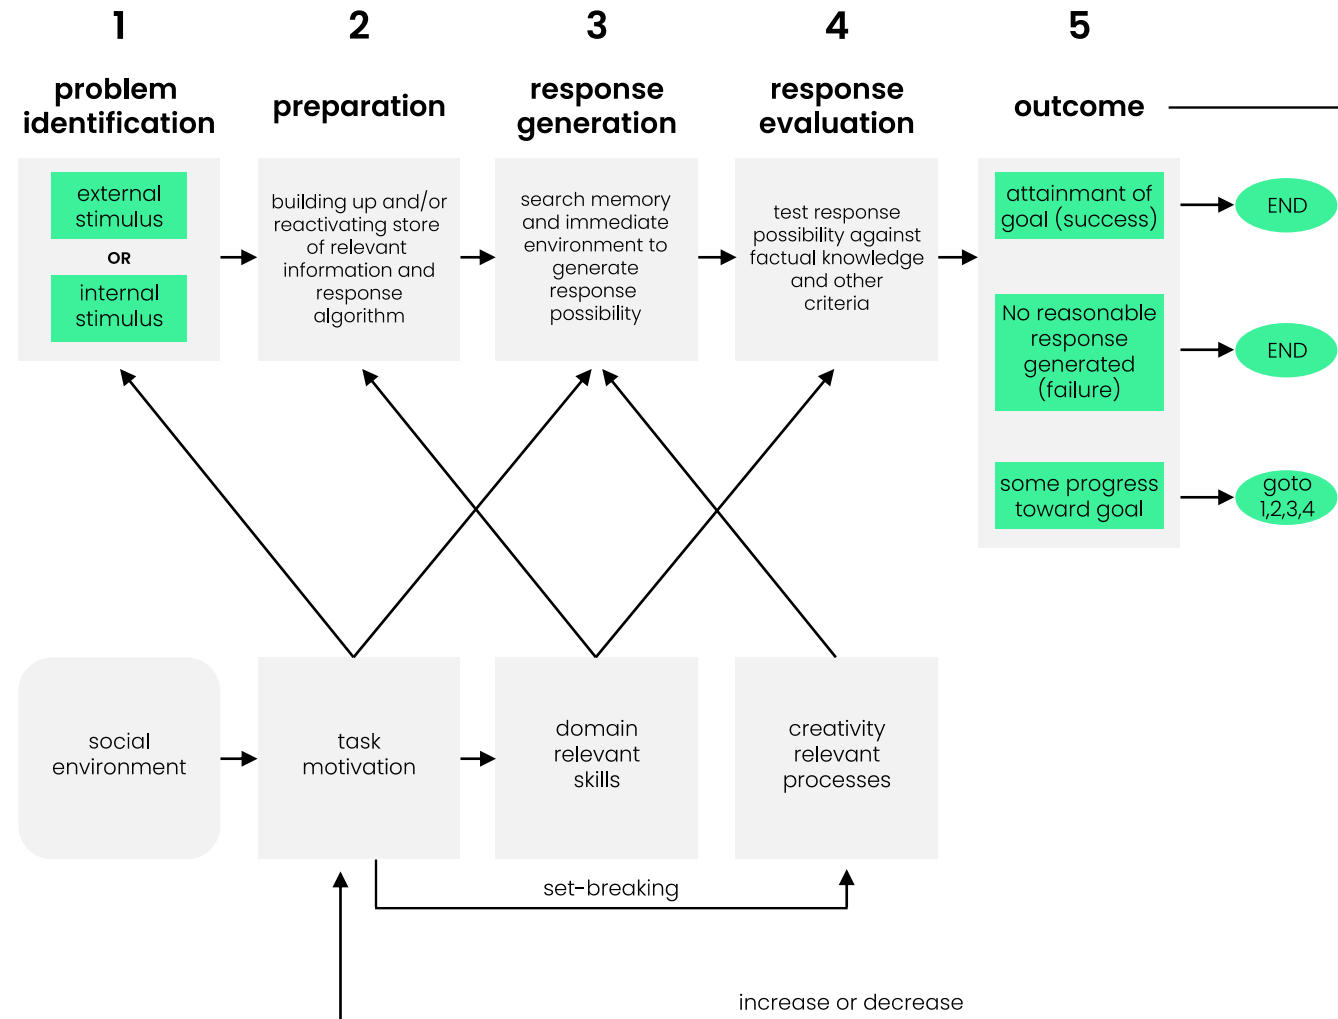 1
2
3
4
5
problem
identification
preparation
response
generation
response
evaluation
outcome
external
stimulus
OR
internal
stimulus
building up and/or
reactivating store
of relevant
information and
response
algorithm
search memory
and immediate
environment to
generate
response
possibility
test response
possibility against
factual knowledge
and other
criteria
attainmant of
goal (success)
END
No reasonable
response
generated
(failure)
END
some progress
toward goal
goto
1,2,3,4
social
environment
task
motivation
domain
relevant
skills
creativity
relevant
processes
set-breaking
increase or decrease